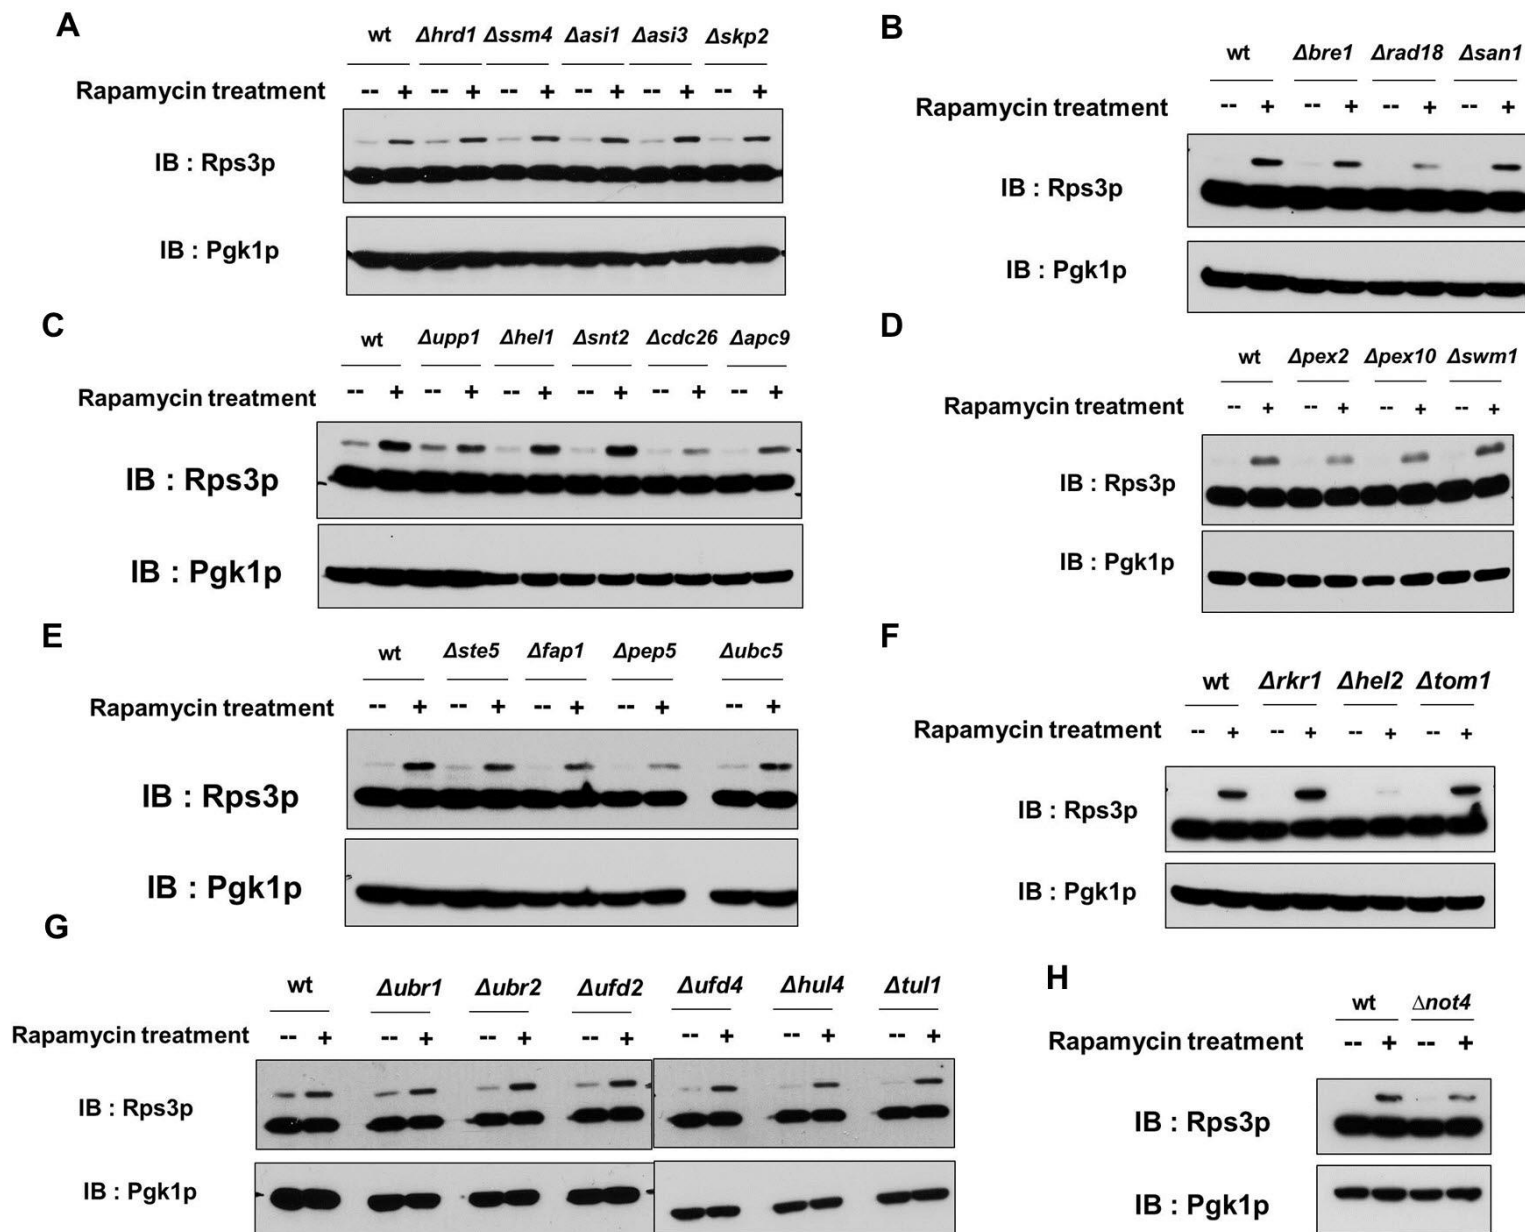 A
wt Δhrd1 Δssm4 Δasi1 Δasi3 Δskp2
Rapamycin treatment -- + -- + -- + -- + -- + -- +
IB : Rps3p
IB : Pgk1p
B
wt Δbre1 Δrad18 Δsan1
Rapamycin treatment -- + -- + -- + -- +
IB : Rps3p
IB : Pgk1p
C
wt Δupp1 Δhel1 Δsnt2 Δcdc26 Δapc9
Rapamycin treatment -- + -- + -- + -- + -- + -- +
IB : Rps3p
IB : Pgk1p
D
wt Δpex2 Δpex10 Δswm1
Rapamycin treatment -- + -- + -- + -- +
IB : Rps3p
IB : Pgk1p
E
wt Δste5 Δfap1 Δpep5 Δubc5
Rapamycin treatment -- + -- + -- + -- + -- +
IB : Rps3p
IB : Pgk1p
F
wt Δrkr1 Δhel2 Δtom1
Rapamycin treatment -- + -- + -- + -- +
IB : Rps3p
IB : Pgk1p
G
wt Δubr1 Δubr2 Δufd2 Δufd4 Δhul4 Δtul1
Rapamycin treatment -- + -- + -- + -- + -- + -- + -- +
IB : Rps3p
IB : Pgk1p
H
wt Δnot4
Rapamycin treatment -- + -- +
IB : Rps3p
IB : Pgk1p